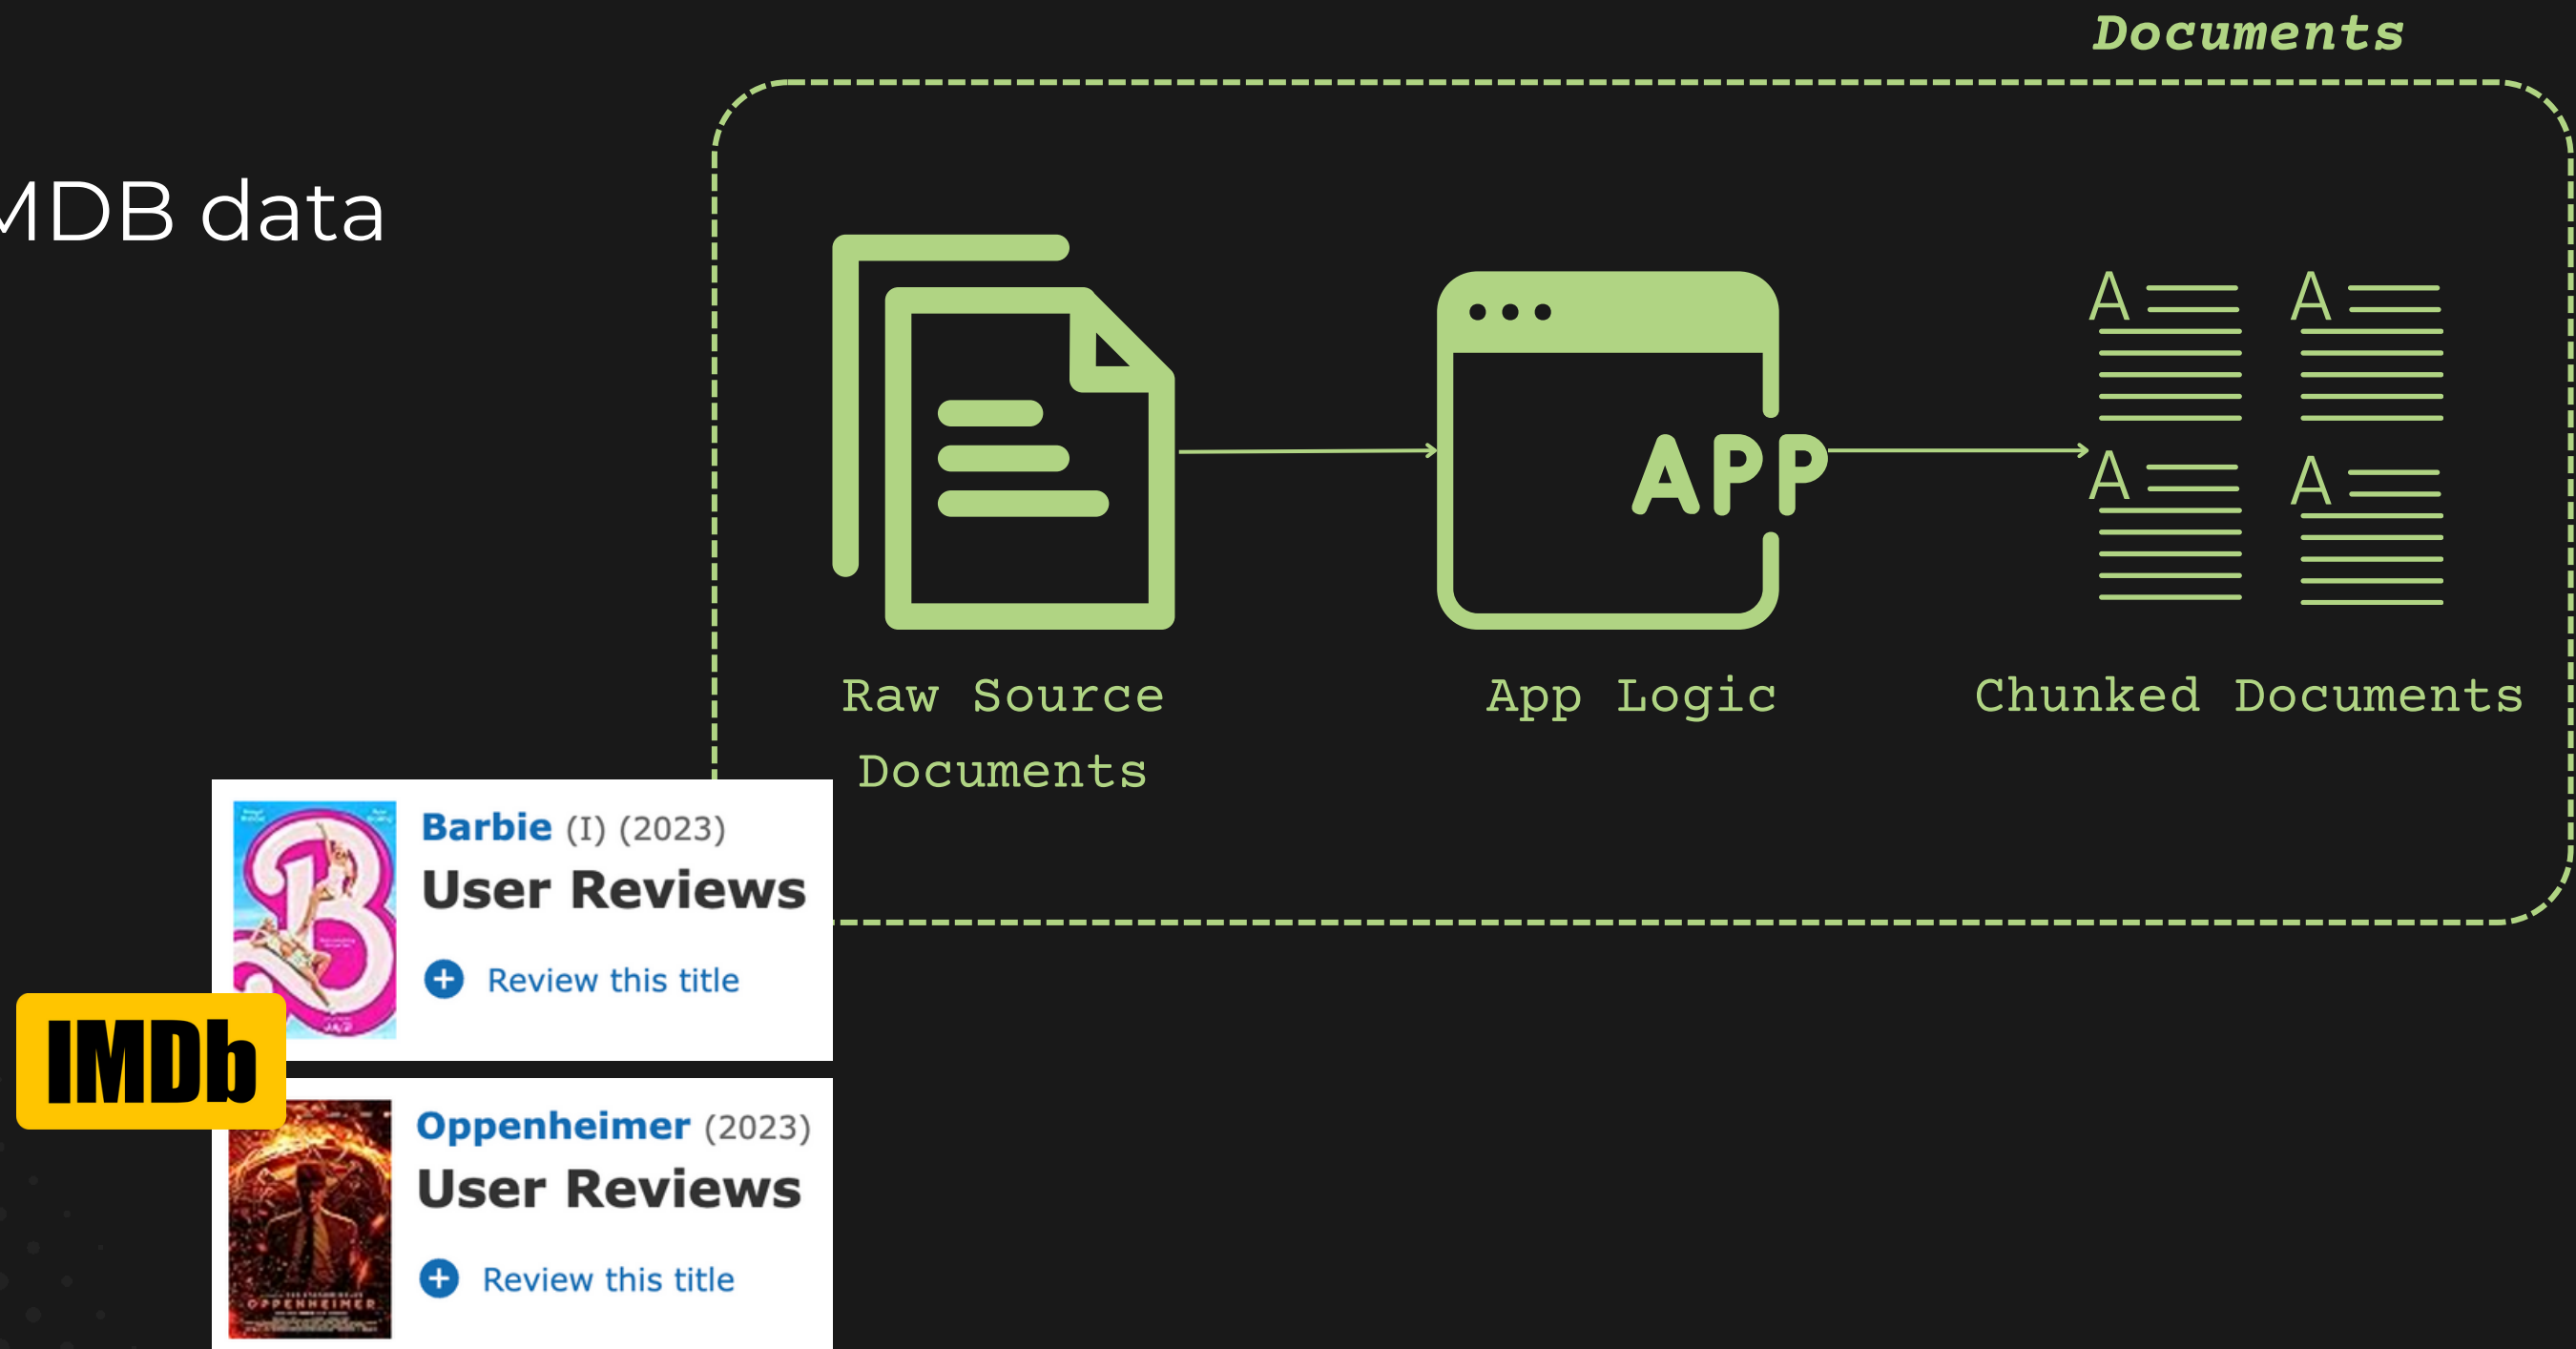 Documents
MDB data
APP
A
A
A
A
Raw Source
Documents
App Logic
Chunked Documents
Barbie (I) (2023)
User Reviews
Review this title
IMDb
Oppenheimer (2023)
User Reviews
Review this title
OPPENHEIMER